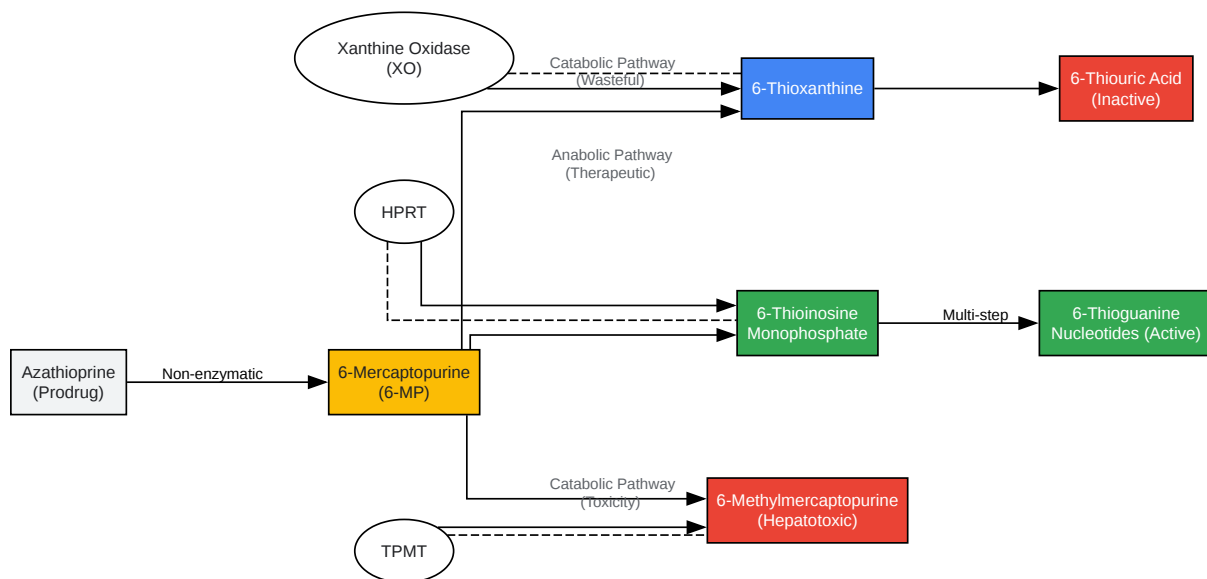 Xanthine Oxidase
(XO)
Catabolic Pathway
(Wasteful)
6-Thioxanthine
6-Thiouric Acid
(Inactive)
Anabolic Pathway
(Therapeutic)
HPRT
6-Thioinosine
Monophosphate
Multi-step
6-Thioguanine
Nucleotides (Active)
Azathioprine
(Prodrug)
Non-enzymatic
6-Mercaptopurine
(6-MP)
Catabolic Pathway
(Toxicity)
6-Methylmercaptopurine
(Hepatotoxic)
TPMT